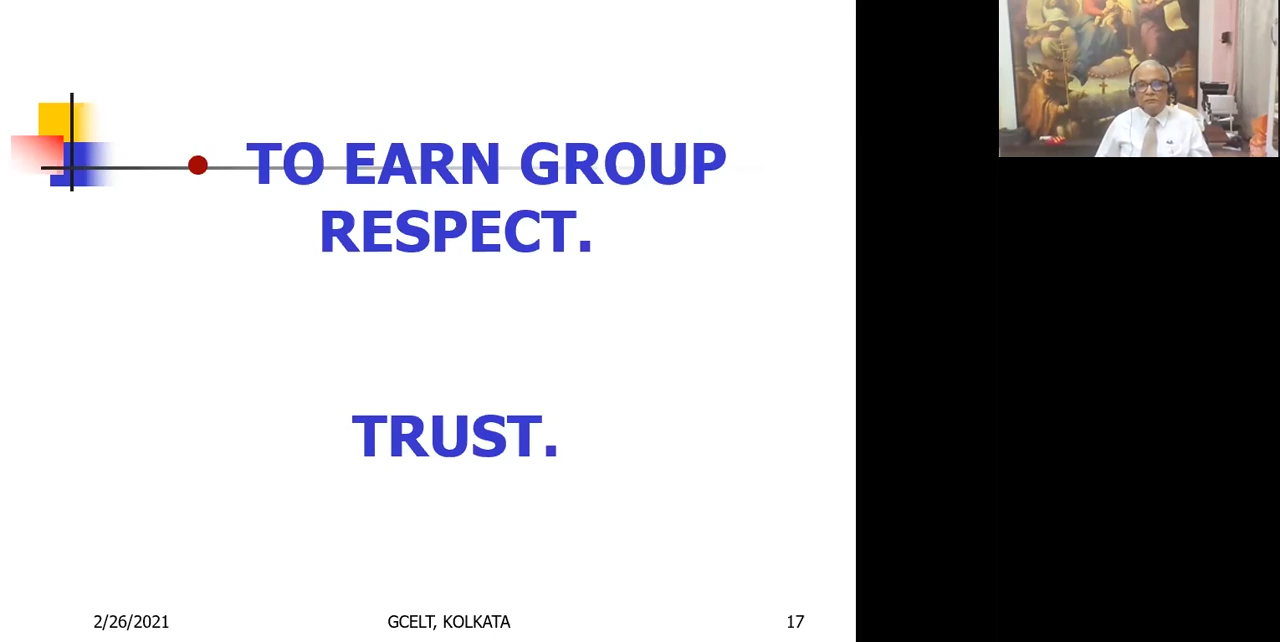 TO EARN GROUP
RESPECT.
TRUST.
2/26/2021 GCELT, KOLKATA 17